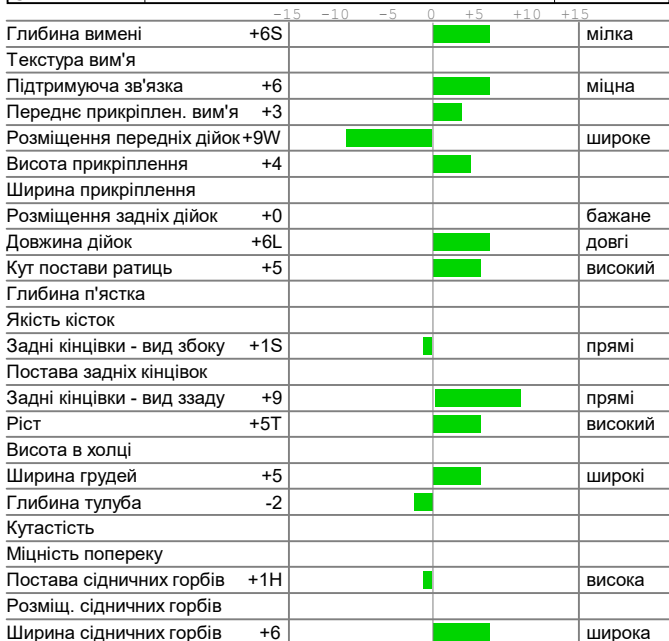 -15 -10 -5 0 +5 +10 +15
Глибина вимені +6S мілка
Текстура вим'я
Підтримуюча зв'язка +6 міцна
Переднє прикріплен. вим'я +3
Розміщення передніх дійок +9W широке
Висота прикріплення +4
Ширина прикріплення
Розміщення задніх дійок +0 бажане
Довжина дійок +6L довгі
Кут постави ратиць +5 високий
Глибина п'ястка
Якість кісток
Задні кінцівки - вид збоку +1S прямі
Постава задніх кінцівок
Задні кінцівки - вид ззаду +9 прямі
Ріст +5T високий
Висота в холці
Ширина грудей +5 широкі
Глибина тулуба -2
Кутастість
Міцність попереку
Постава сідничних горбів +1H висока
Розміщ. сідничних горбів
Ширина сідничних горбів +6 широка